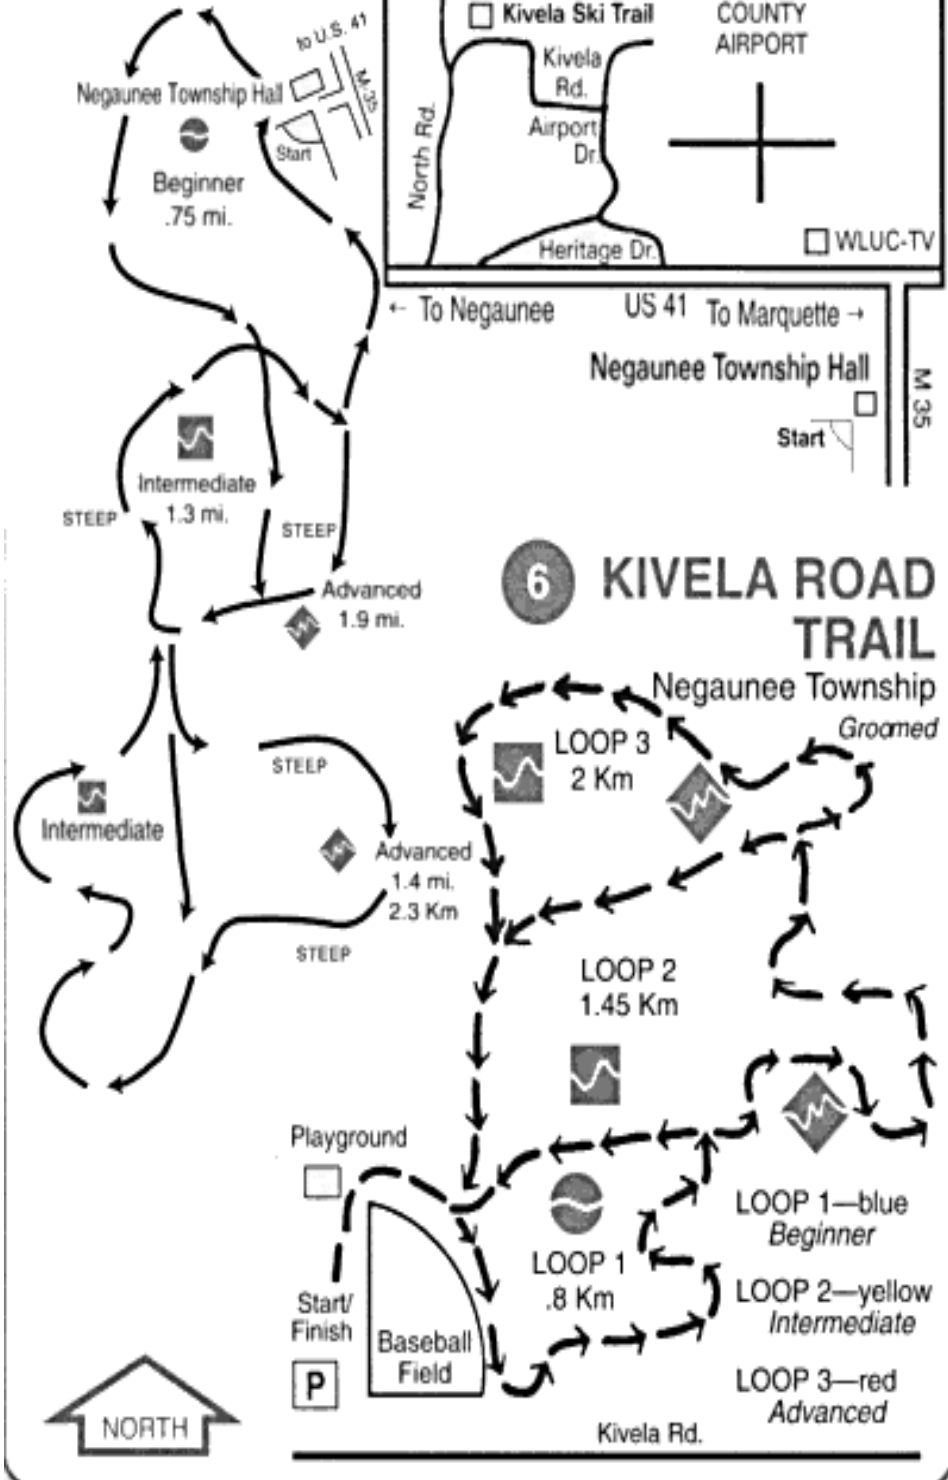 to U.S. 41
M-35
Negaunee Township Hall
Start
Beginner
.75 mi.
Kivela Ski Trail
COUNTY
AIRPORT
Kivela
Rd.
North Rd.
Airport
Dr.
Heritage Dr.
WLUC-TV
← To Negaunee
US 41
To Marquette →
Negaunee Township Hall
M 35
Start
Intermediate
1.3 mi.
STEEP
STEEP
Advanced
1.9 mi.
6 KIVELA ROAD
TRAIL
Negaunee Township
Groomed
STEEP
Intermediate
Advanced
1.4 mi.
2.3 Km
STEEP
LOOP 3
2 Km
LOOP 2
1.45 Km
Playground
LOOP 1
.8 Km
Start/
Finish
P
Baseball
Field
LOOP 1—blue
Beginner
LOOP 2—yellow
Intermediate
LOOP 3—red
Advanced
NORTH
Kivela Rd.